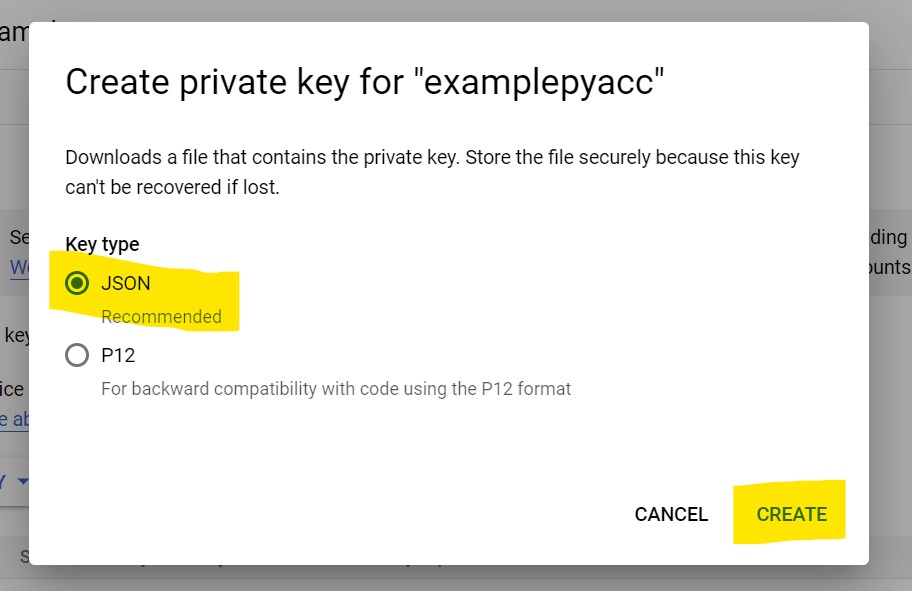 Create private key for "examplepyacc"
Downloads a file that contains the private key. Store the file securely because this key
can't be recovered if lost.
Se
ding
We
ounts
Key type
JSON
Recommended
key
P12
ice
For backward compatibility with code using the P12 format
e ab
Y
CANCEL
CREATE
S